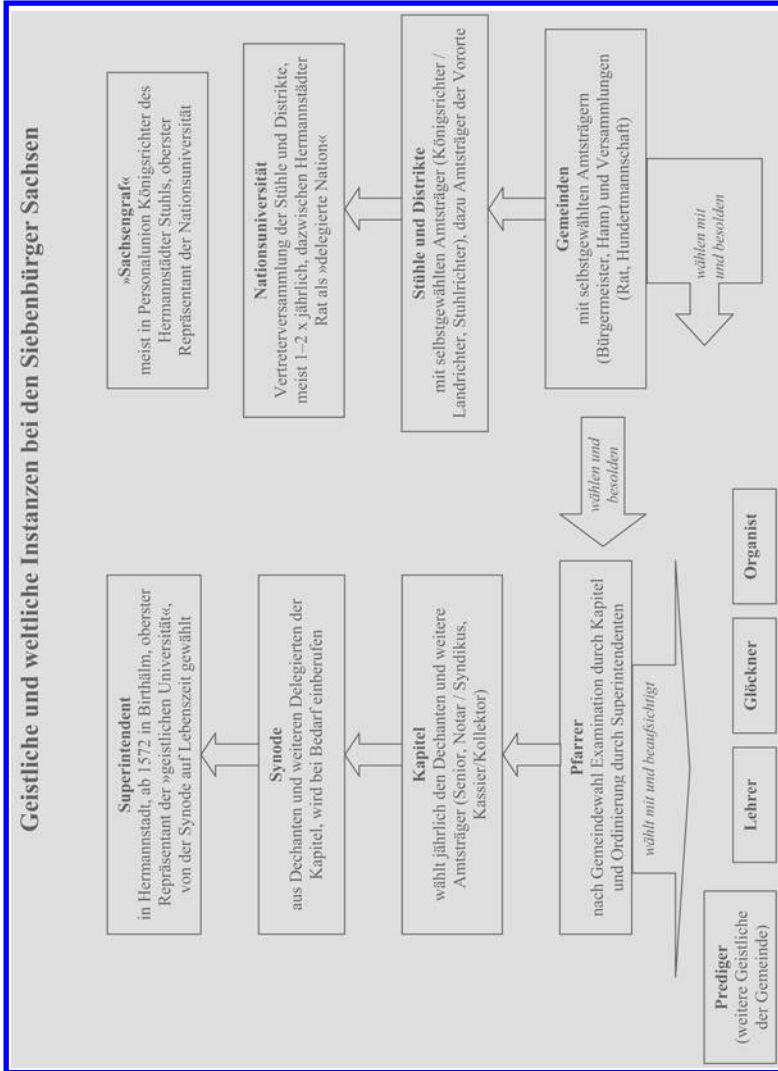 Geistliche und weltliche Instanzen bei den Siebenbürger Sachsen
Superintendent
in Hermannstadt, ab 1572 in Birthälm, oberster
Repräsentant der »geistlichen Universität«,
von der Synode auf Lebenszeit gewählt
Synode
aus Dechanten und weiteren Delegierten der
Kapitel, wird bei Bedarf einberufen
Kapitel
wählt jährlich den Dechanten und weitere
Amtsträger (Senior, Notar / Syndikus,
Kassier/Kollektor)
Pfarrer
nach Gemeindewahl Examination durch Kapitel
und Ordinierung durch Superintendenten
wählt mit und beaufsichtigt
Prediger
(weitere Geistliche
der Gemeinde)
Lehrer
Glöckner
Organist
»Sachsengraf«
meist in Personalunion Königsrichter des
Hermannstädter Stuhls, oberster
Repräsentant der Nationsuniversität
Nationsuniversität
Vertreterversammlung der Stühle und Distrikte,
meist 1–2 x jährlich, dazwischen Hermannstädter
Rat als »delegierte Nation«
Stühle und Distrikte
mit selbstgewählten Amtsträger (Königsrichter /
Landrichter, Stuhlrichter), dazu Amtsträger der Vororte
Gemeinden
mit selbstgewählten Amtsträgern
(Bürgermeister, Hann) und Versammlungen
(Rat, Hundertmannschaft)
wählen und
besolden
wählen mit
und besolden